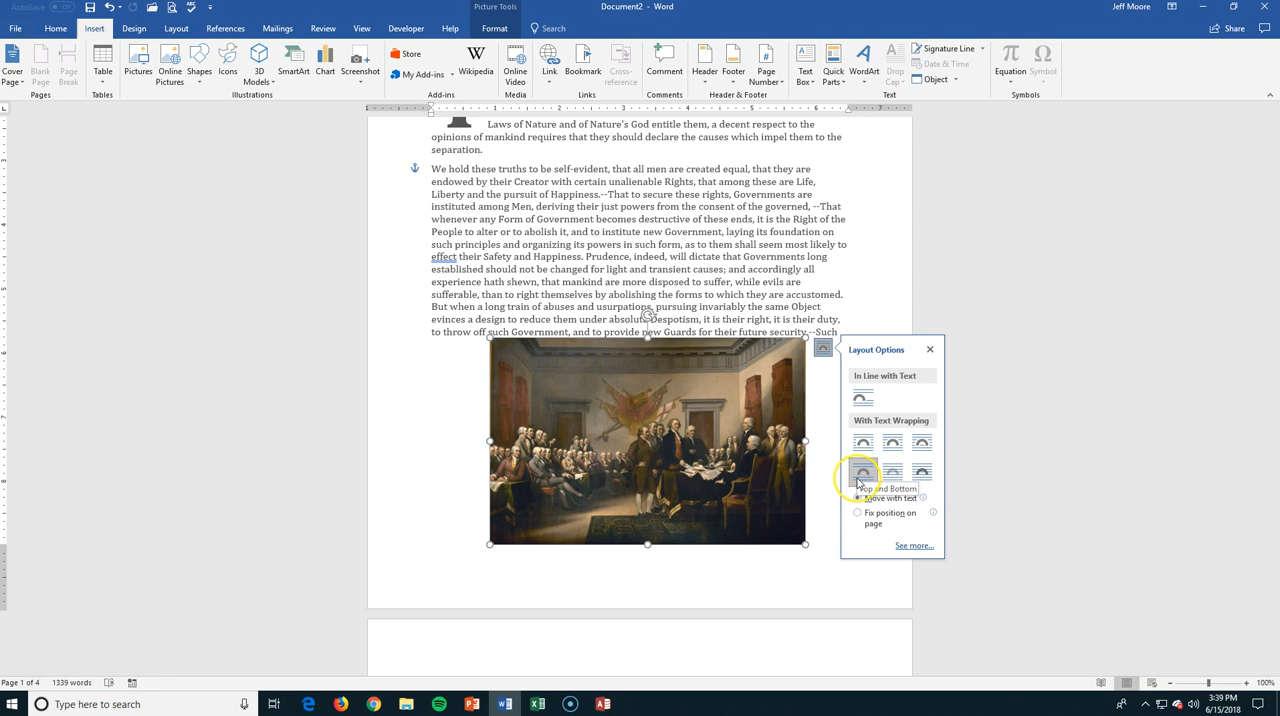 AutoSave Off
Picture Tools
Document2 - Word
Jeff Moore
File Home Insert Design Layout References Mailings Review View Developer Help Format Search
Share
Cover Page
Blank Page
Page Break
Pages
Table
Tables
Pictures
Online Pictures
Shapes
Icons
3D Models
SmartArt
Chart
Screenshot
Illustrations
Store
My Add-ins
Wikipedia
Add-ins
Online Video
Media
Link
Bookmark
Cross-reference
Links
Comment
Comments
Header
Footer
Page Number
Header & Footer
Text Box
Quick Parts
WordArt
Drop Cap
Signature Line
Date & Time
Object
Text
Equation
Symbol
Symbols
1 1 2 3 4 5 6 7
Laws of Nature and of Nature's God entitle them, a decent respect to the
opinions of mankind requires that they should declare the causes which impel them to the
separation.
We hold these truths to be self-evident, that all men are created equal, that they are
endowed by their Creator with certain unalienable Rights, that among these are Life,
Liberty and the pursuit of Happiness.--That to secure these rights, Governments are
instituted among Men, deriving their just powers from the consent of the governed, --That
whenever any Form of Government becomes destructive of these ends, it is the Right of the
People to alter or to abolish it, and to institute new Government, laying its foundation on
such principles and organizing its powers in such form, as to them shall seem most likely to
effect their Safety and Happiness. Prudence, indeed, will dictate that Governments long
established should not be changed for light and transient causes; and accordingly all
experience hath shewn, that mankind are more disposed to suffer, while evils are
sufferable, than to right themselves by abolishing the forms to which they are accustomed.
But when a long train of abuses and usurpations, pursuing invariably the same Object
evinces a design to reduce them under absolute Despotism, it is their right, it is their duty,
to throw off such Government, and to provide new Guards for their future security.--Such
Layout Options
In Line with Text
With Text Wrapping
Top and Bottom
Move with text
Fix position on
page
See more...
Page 1 of 4
1339 words
100%
Type here to search
3:39 PM
6/15/2018